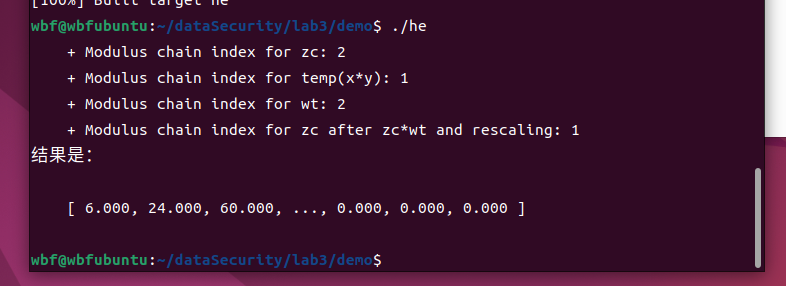 [100%] Built target he
wbf@wbfubuntu:~/dataSecurity/lab3/demo$ ./he
+ Modulus chain index for zc: 2
+ Modulus chain index for temp(x*y): 1
+ Modulus chain index for wt: 2
+ Modulus chain index for zc after zc*wt and rescaling: 1
结果是：
[ 6.000, 24.000, 60.000, ..., 0.000, 0.000, 0.000 ]
wbf@wbfubuntu:~/dataSecurity/lab3/demo$